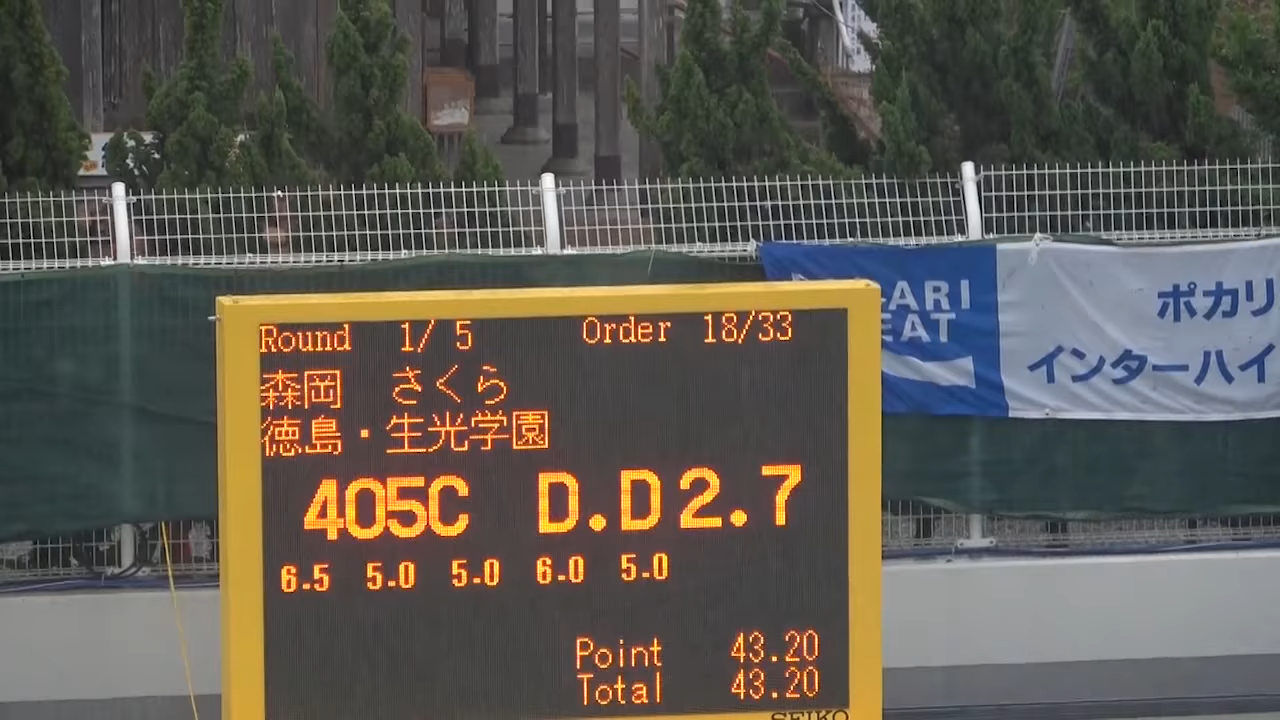 Round 1/ 5 Order 18/33
森岡 さくら
徳島・生光学園
405C D.D 2.7
6.5 5.0 5.0 6.0 5.0
Point 43.20
Total 43.20
SEIKO
ARI
EAT
ポカリ
インターハイ